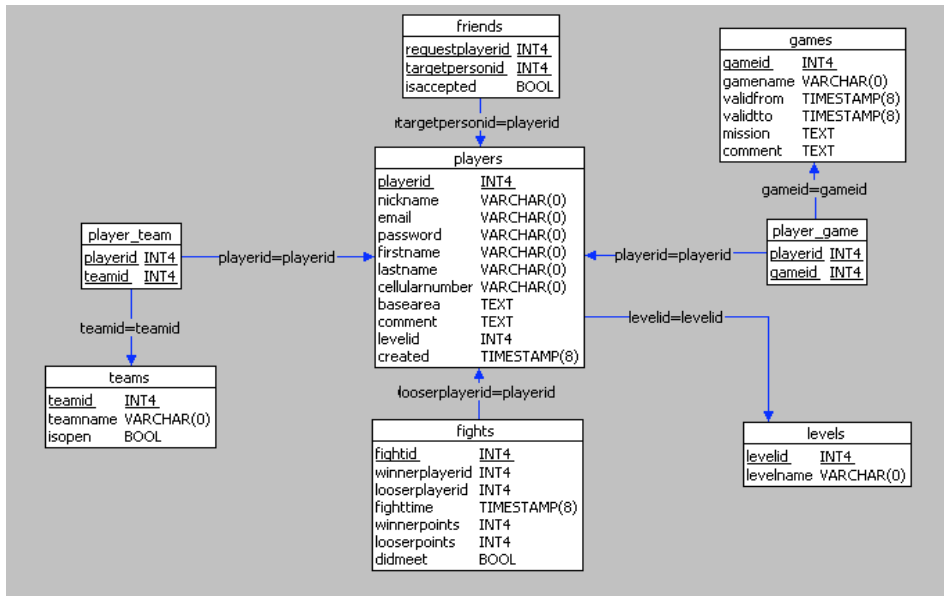 friends
requestplayerid INT4
targetpersonid INT4
isaccepted BOOL
targetpersonid=playerid
games
gameid INT4
gamename VARCHAR(0)
validfrom TIMESTAMP(8)
validtto TIMESTAMP(8)
mission TEXT
comment TEXT
gameid=gameid
players
playerid INT4
nickname VARCHAR(0)
email VARCHAR(0)
password VARCHAR(0)
firstname VARCHAR(0)
lastname VARCHAR(0)
cellularnumber VARCHAR(0)
basearea TEXT
comment TEXT
levelid INT4
created TIMESTAMP(8)
player_team
playerid INT4
teamid INT4
playerid=playerid
playerid=playerid
player_game
playerid INT4
gameid INT4
teamid=teamid
levelid=levelid
teams
teamid INT4
teamname VARCHAR(0)
isopen BOOL
looserplayerid=playerid
fights
fightid INT4
winnerplayerid INT4
looserplayerid INT4
fighttime TIMESTAMP(8)
winnerpoints INT4
looserpoints INT4
didmeet BOOL
levels
levelid INT4
levelname VARCHAR(0)